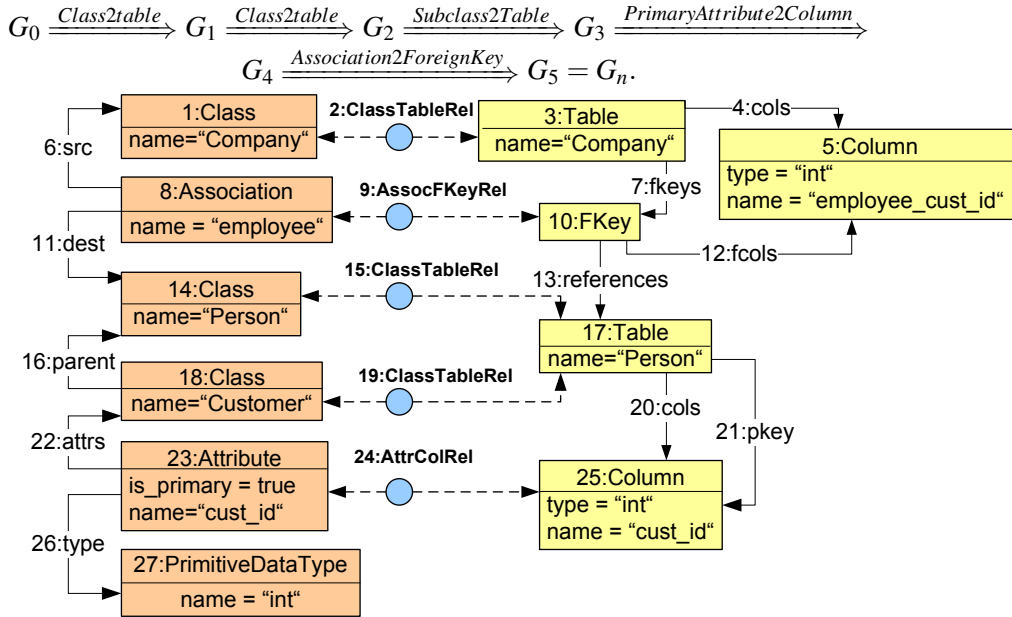 G0 Class2table G1 Class2table G2 Subclass2Table G3 PrimaryAttribute2Column
G4 Association2ForeignKey G5 = Gn.
1:Class
name=“Company“
2:ClassTableRel
3:Table
name=“Company“
4:cols
5:Column
type = “int“
name = “employee_cust_id“
6:src
7:fkeys
8:Association
name = “employee“
9:AssocFKeyRel
10:FKey
11:dest
12:fcols
13:references
14:Class
name=“Person“
15:ClassTableRel
16:parent
17:Table
name=“Person“
18:Class
name=“Customer“
19:ClassTableRel
20:cols
21:pkey
22:attrs
23:Attribute
is_primary = true
name=“cust_id“
24:AttrColRel
25:Column
type = “int“
name = “cust_id“
26:type
27:PrimitiveDataType
name = “int“